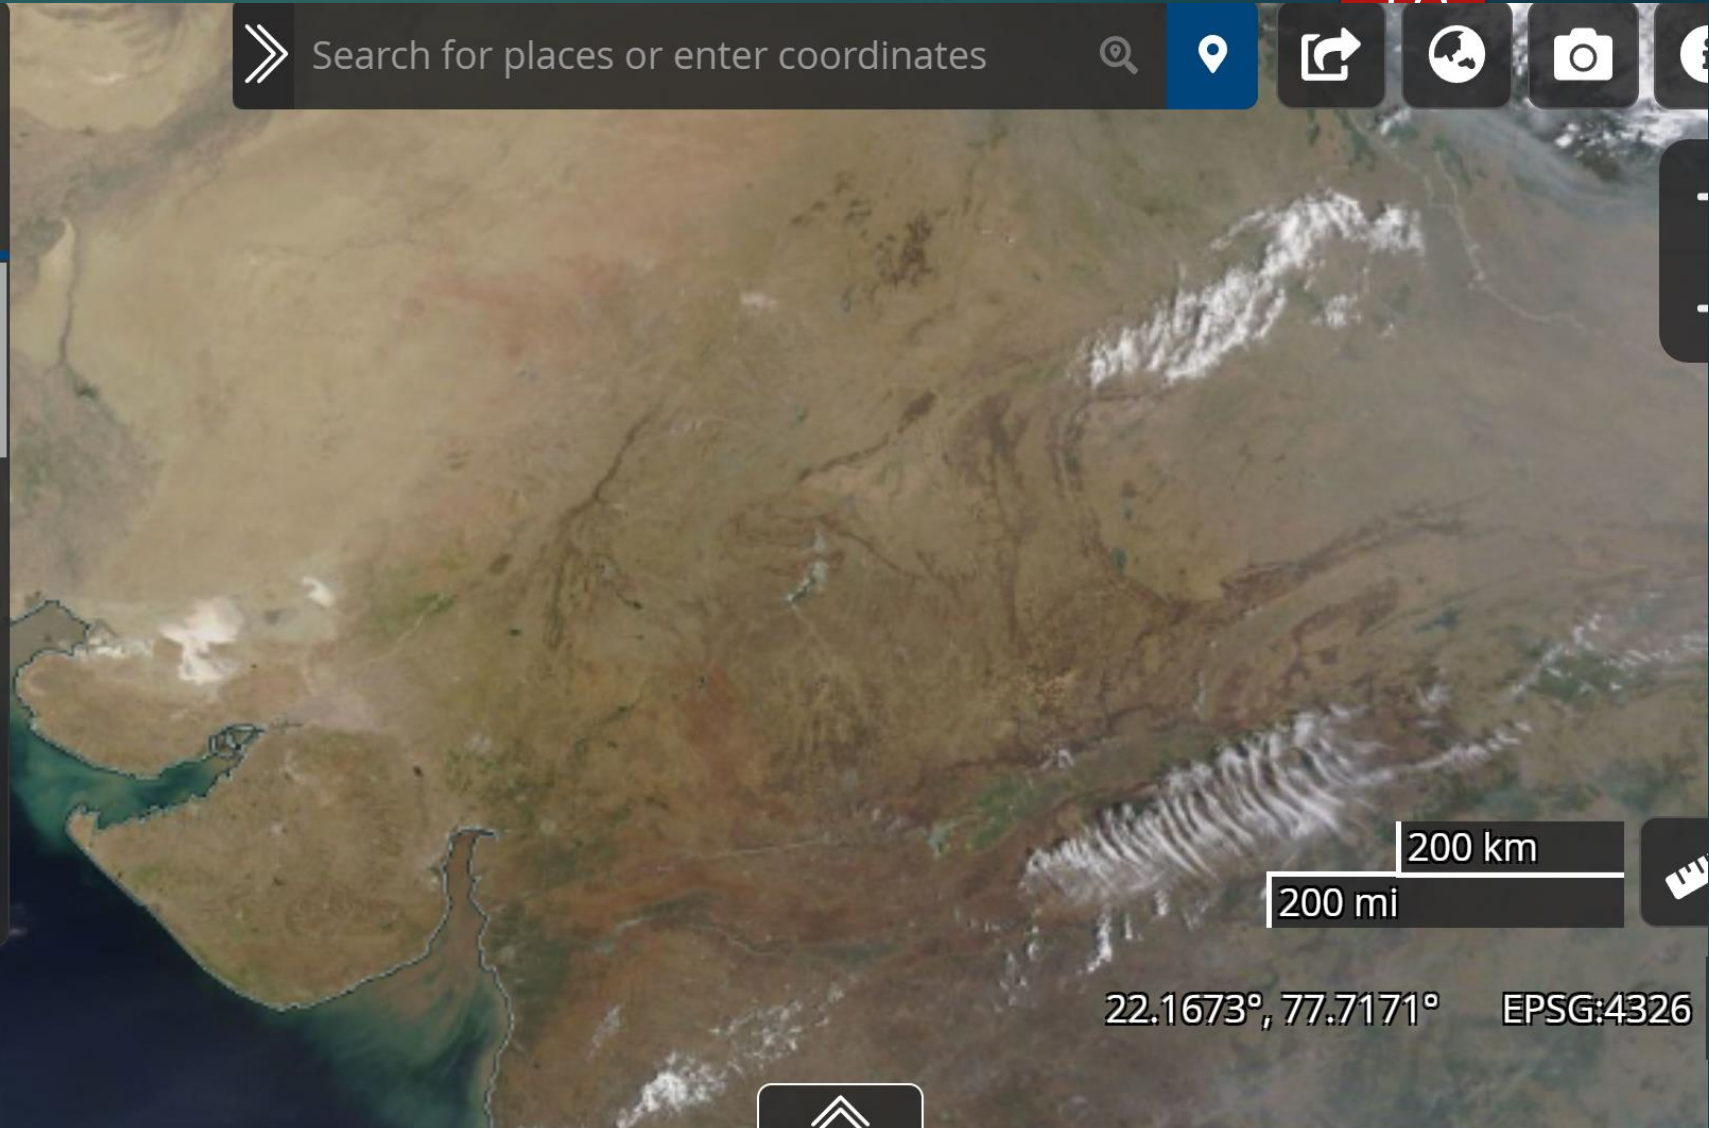 Search for places or enter coordinates
200 km
200 mi
22.1673°, 77.7171°
EPSG:4326